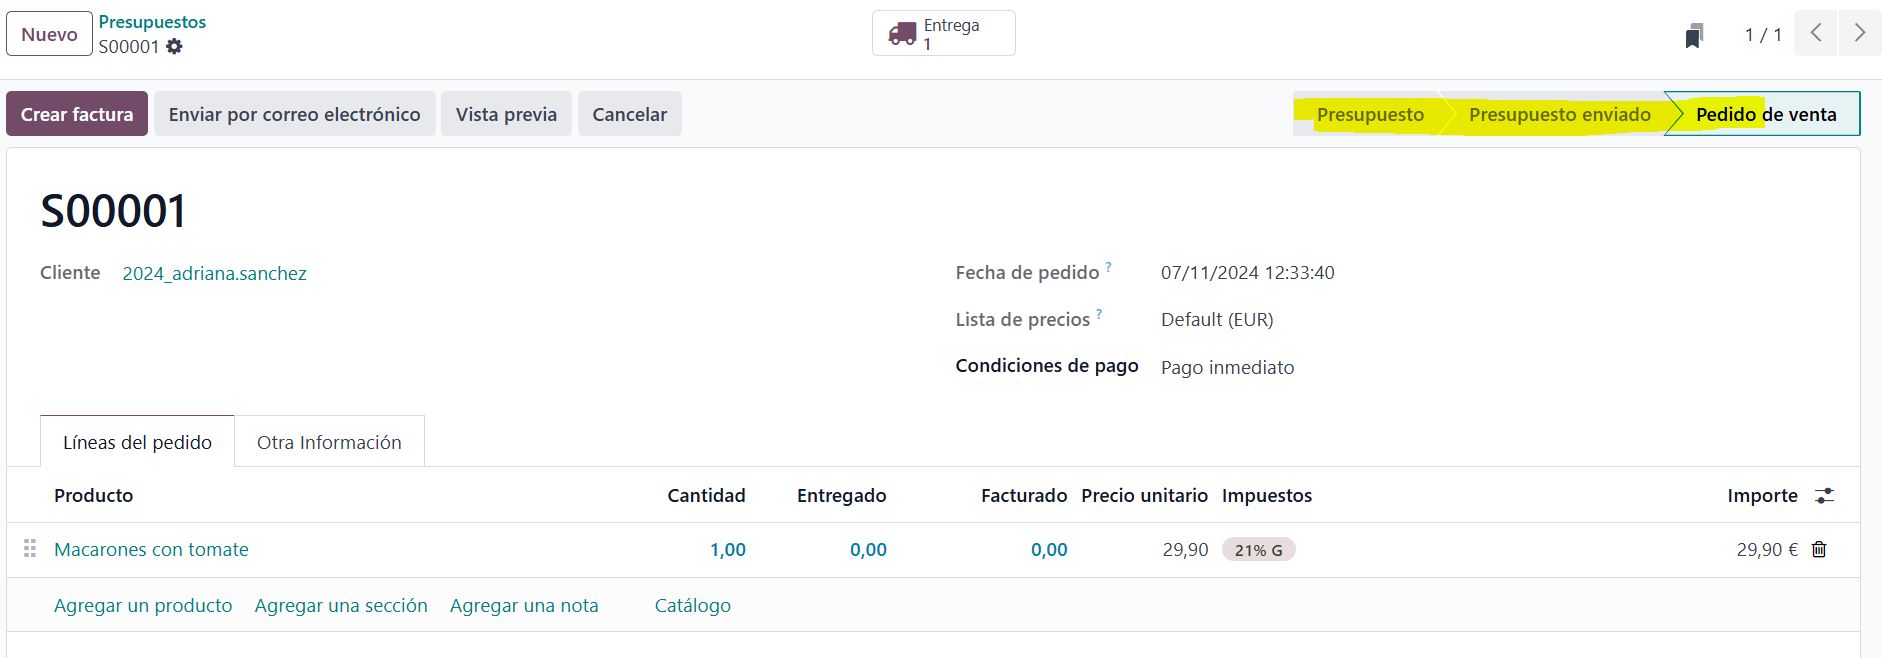 Nuevo
Presupuestos
S00001
Entrega
1
1 / 1
Crear factura
Enviar por correo electrónico
Vista previa
Cancelar
Presupuesto
Presupuesto enviado
Pedido de venta
S00001
Cliente 2024_adriana.sanchez
Fecha de pedido ? 07/11/2024 12:33:40
Lista de precios ? Default (EUR)
Condiciones de pago Pago inmediato
Líneas del pedido Otra Información
Producto Cantidad Entregado Facturado Precio unitario Impuestos Importe
Macarones con tomate 1,00 0,00 0,00 29,90 21% G 29,90 €
Agregar un producto Agregar una sección Agregar una nota Catálogo